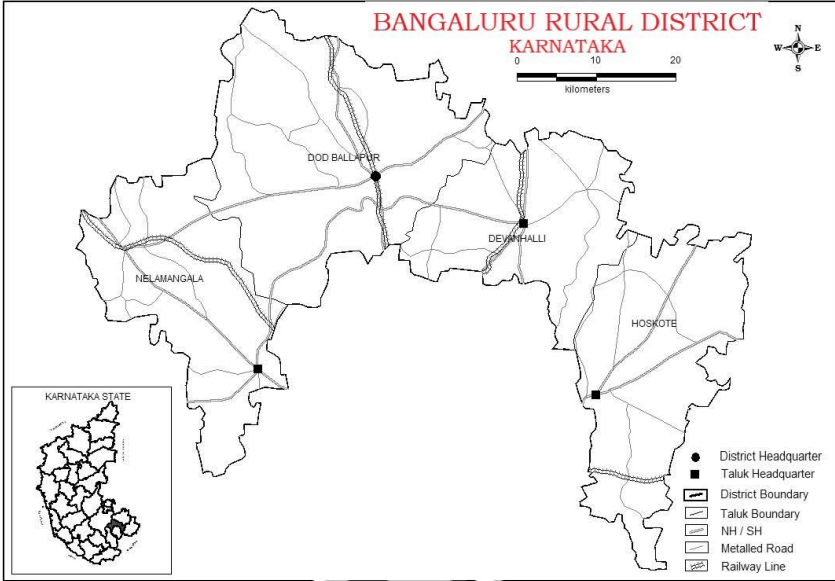 BANGALURU RURAL DISTRICT
KARNATAKA
N
W E
S
0 10 20
kilometers
DOD BALLAPUR
DEVANHALLI
NELAMANGALA
HOSKOTE
KARNATAKA STATE
District Headquarter
Taluk Headquarter
District Boundary
Taluk Boundary
NH / SH
Metalled Road
Railway Line